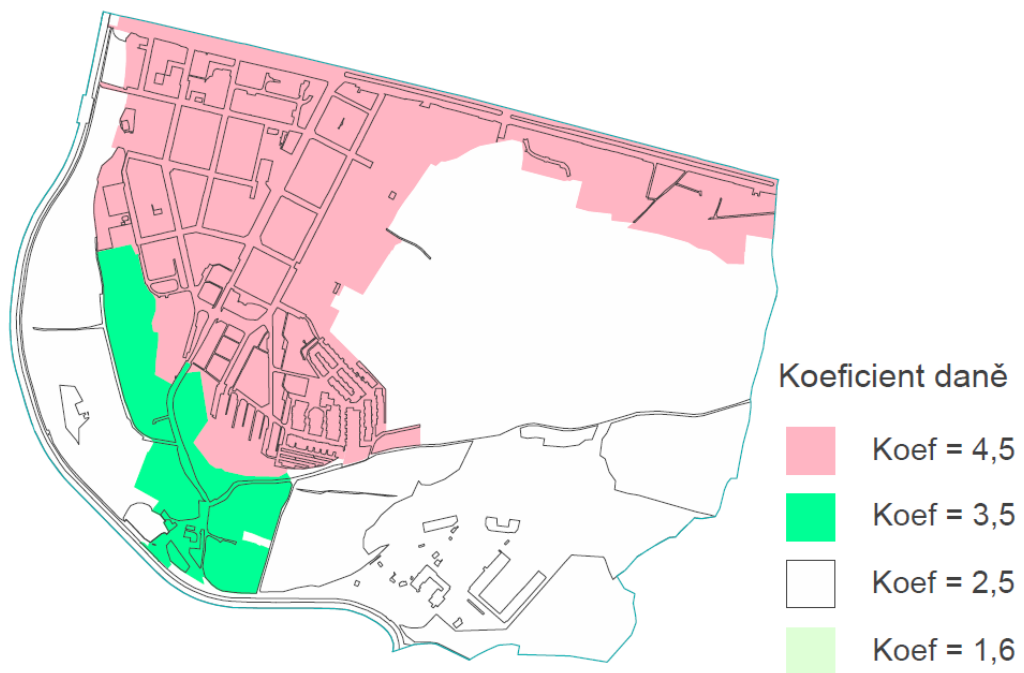 Koeficient daně
Koef = 4,5
Koef = 3,5
Koef = 2,5
Koef = 1,6